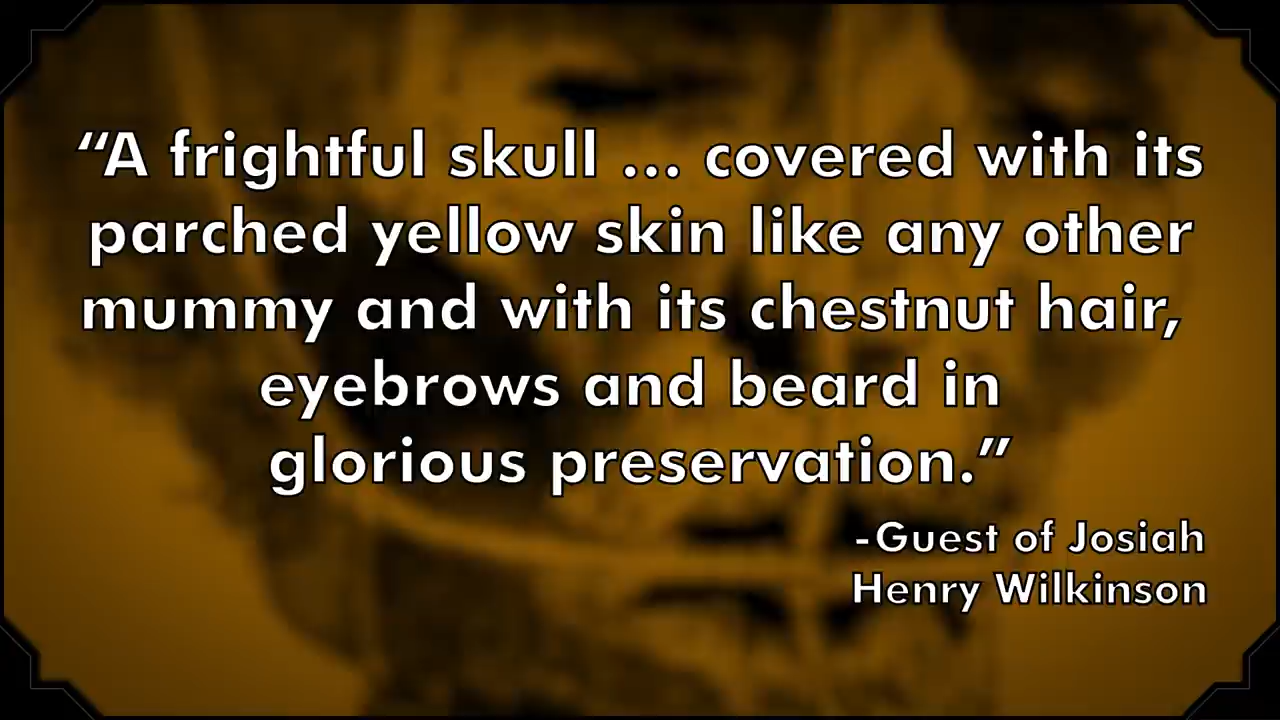 “A frightful skull ... covered with its
parched yellow skin like any other
mummy and with its chestnut hair,
eyebrows and beard in
glorious preservation.”
-Guest of Josiah
Henry Wilkinson